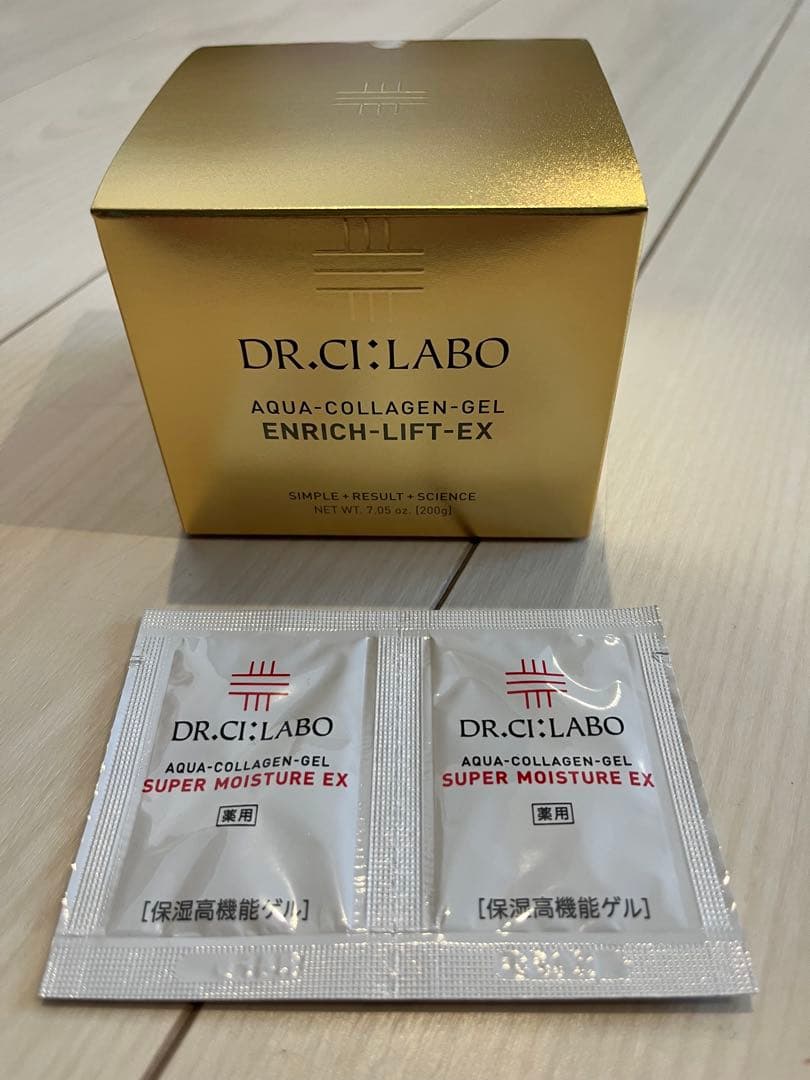 DR.CI:LABO
AQUA-COLLAGEN-GEL
ENRICH-LIFT-EX
SIMPLE+RESULT+SCIENCE
NET WT. 7.05 oz. [200g]
DR.CI:LABO
AQUA-COLLAGEN-GEL
SUPER MOISTURE EX
薬用
[保湿高機能ゲル]
DR.CI:LABO
AQUA-COLLAGEN-GEL
SUPER MOISTURE EX
薬用
[保湿高機能ゲル]